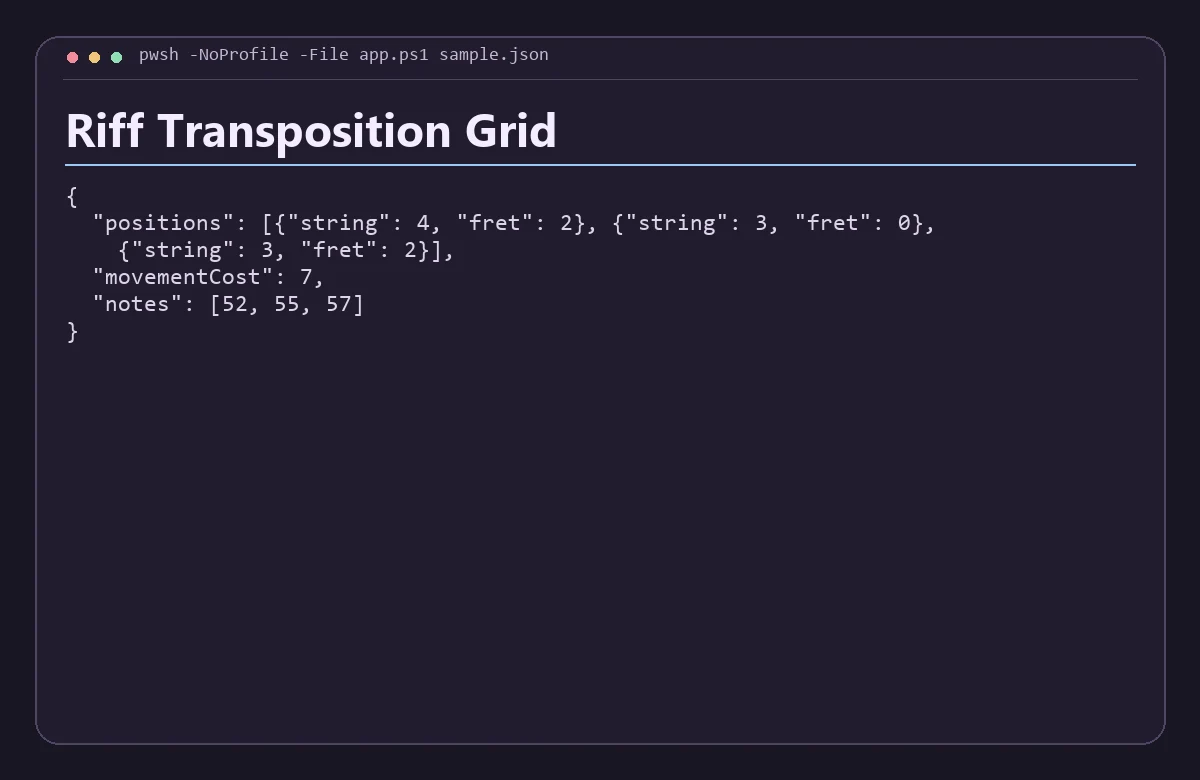 pwsh -NoProfile -File app.ps1 sample.json
Riff Transposition Grid
{
  "positions": [{"string": 4, "fret": 2}, {"string": 3, "fret": 0},
    {"string": 3, "fret": 2}],
  "movementCost": 7,
  "notes": [52, 55, 57]
}